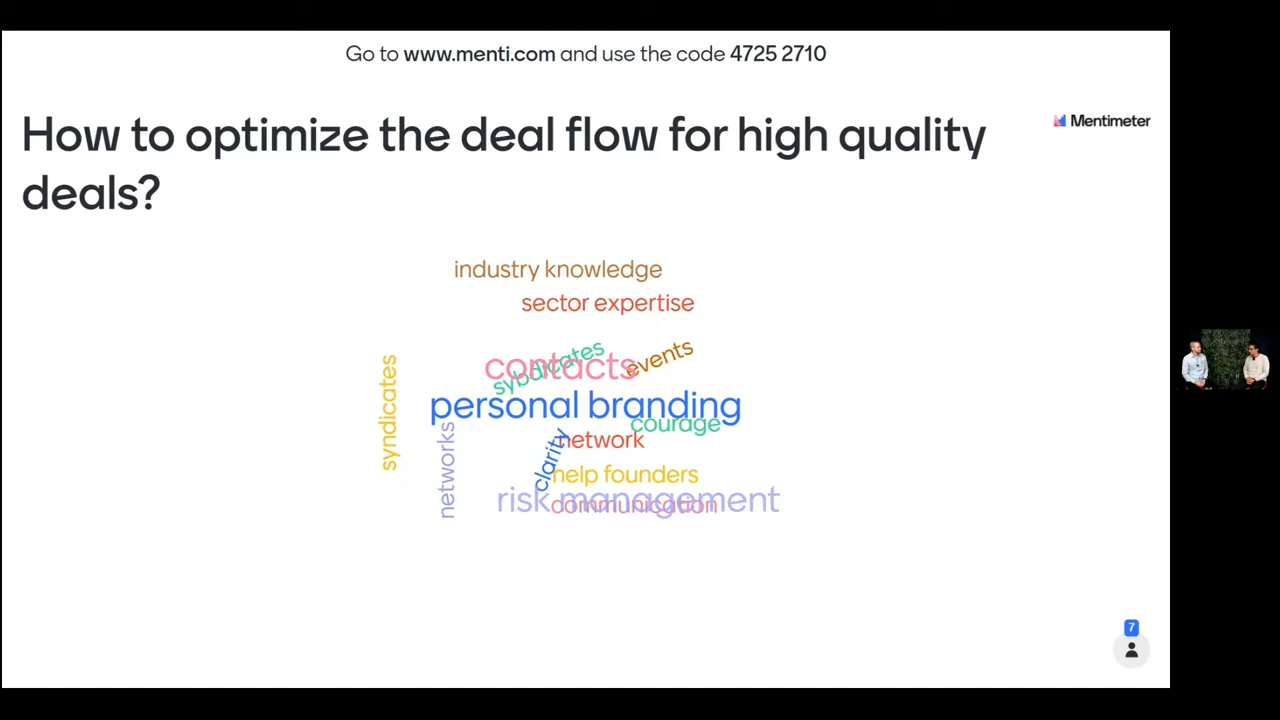 Go to www.menti.com and use the code 4725 2710
How to optimize the deal flow for high quality
deals?
Mentimeter
industry knowledge
sector expertise
syndicates
contacts
sybdicates
events
personal branding
courage
networks
clarity
network
help founders
risk management
communication
7